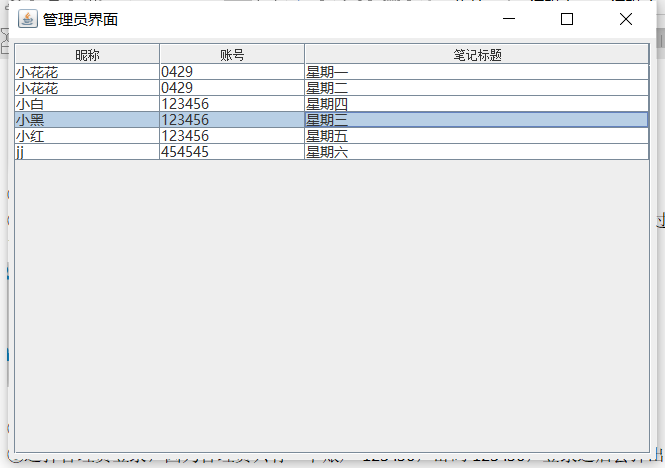 管理员界面
昵称 账号 笔记标题
小花花 0429 星期一
小花花 0429 星期二
小白 123456 星期四
小黑 123456 星期三
小红 123456 星期五
jj 454545 星期六